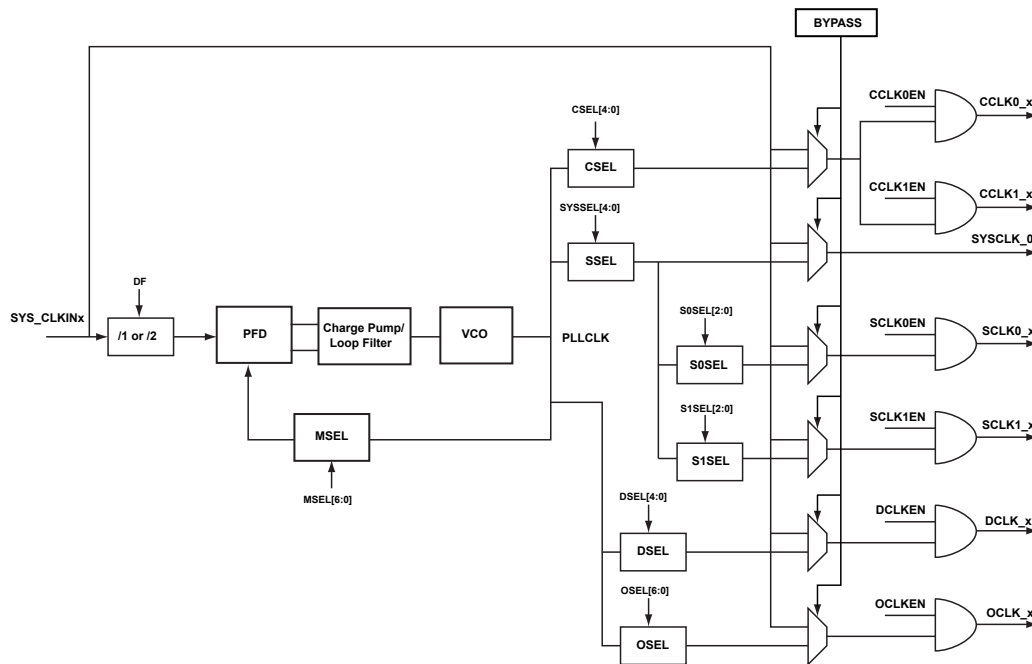 BYPASS
CCLK0EN
CCLK0_x
CSEL[4:0]
CSEL
CCLK1EN
CCLK1_x
SYSSEL[4:0]
SYSCLK_0
SSEL
DF
SYS_CLKINx
/1 or /2
PFD
Charge Pump/
Loop Filter
VCO
PLLCLK
S0SEL[2:0]
S0SEL
SCLK0EN
SCLK0_x
MSEL
MSEL[6:0]
S1SEL[2:0]
S1SEL
SCLK1EN
SCLK1_x
DSEL[4:0]
DSEL
DCLKEN
DCLK_x
OSEL[6:0]
OSEL
OCLKEN
OCLK_x